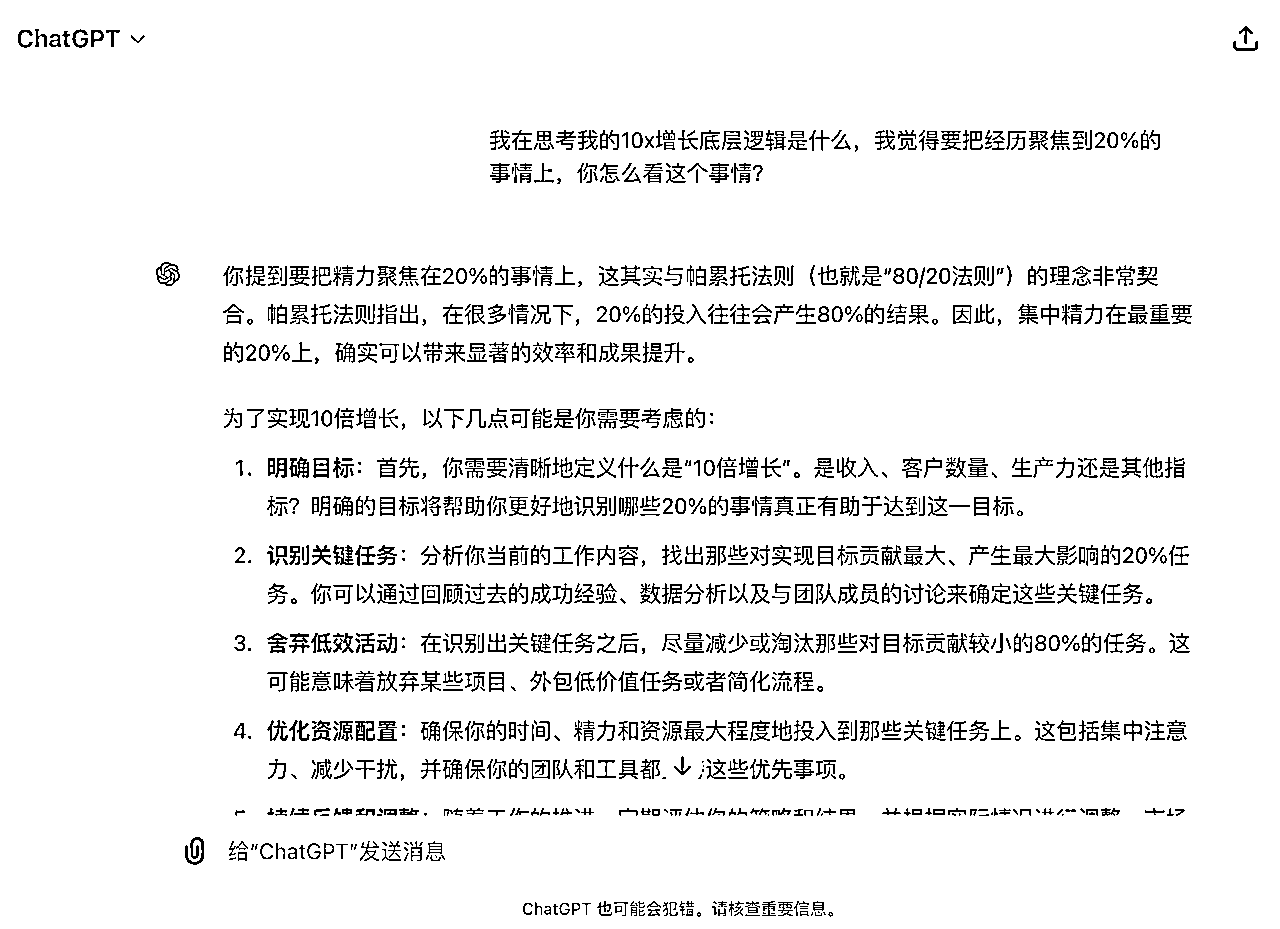 ChatGPT
我在思考我的10x增长底层逻辑是什么，我觉得要把经历聚焦到20%的
事情上，你怎么看这个事情？
你提到要把精力聚焦在20%的事情上，这其实与帕累托法则（也就是“80/20法则”）的理念非常契
合。帕累托法则指出，在很多情况下，20%的投入往往会产生80%的结果。因此，集中精力在最重要
的20%上，确实可以带来显著的效率和成果提升。
为了实现10倍增长，以下几点可能是你需要考虑的：
1. 明确目标：首先，你需要清晰地定义什么是“10倍增长”。是收入、客户数量、生产力还是其他指
标？明确的目标将帮助你更好地识别哪些20%的事情真正有助于达到这一目标。
2. 识别关键任务：分析你当前的工作内容，找出那些对实现目标贡献最大、产生最大影响的20%任
务。你可以通过回顾过去的成功经验、数据分析以及与团队成员的讨论来确定这些关键任务。
3. 舍弃低效活动：在识别出关键任务之后，尽量减少或淘汰那些对目标贡献较小的80%的任务。这
可能意味着放弃某些项目、外包低价值任务或者简化流程。
4. 优化资源配置：确保你的时间、精力和资源最大程度地投入到那些关键任务上。这包括集中注意
力、减少干扰，并确保你的团队和工具都 这些优先事项。
给“ChatGPT”发送消息
ChatGPT 也可能会犯错。请核查重要信息。